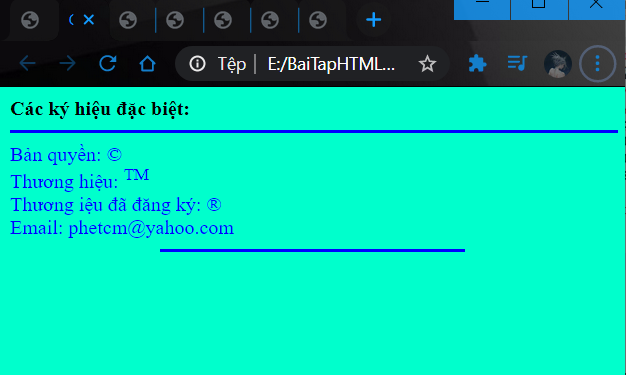 Tệp
E:/BaiTapHTML...
Các ký hiệu đặc biệt:
Bản quyền: ©
Thương hiệu: TM
Thương iệu đã đăng ký: ®
Email: phetcm@yahoo.com